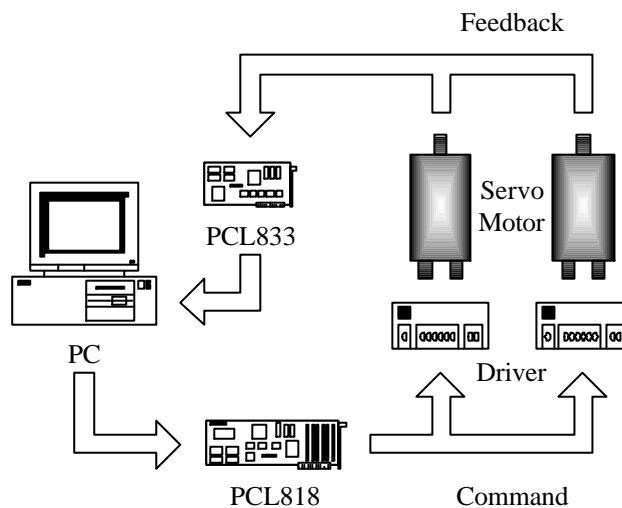 Feedback
Servo
Motor
PCL833
PC
Driver
PCL818
Command